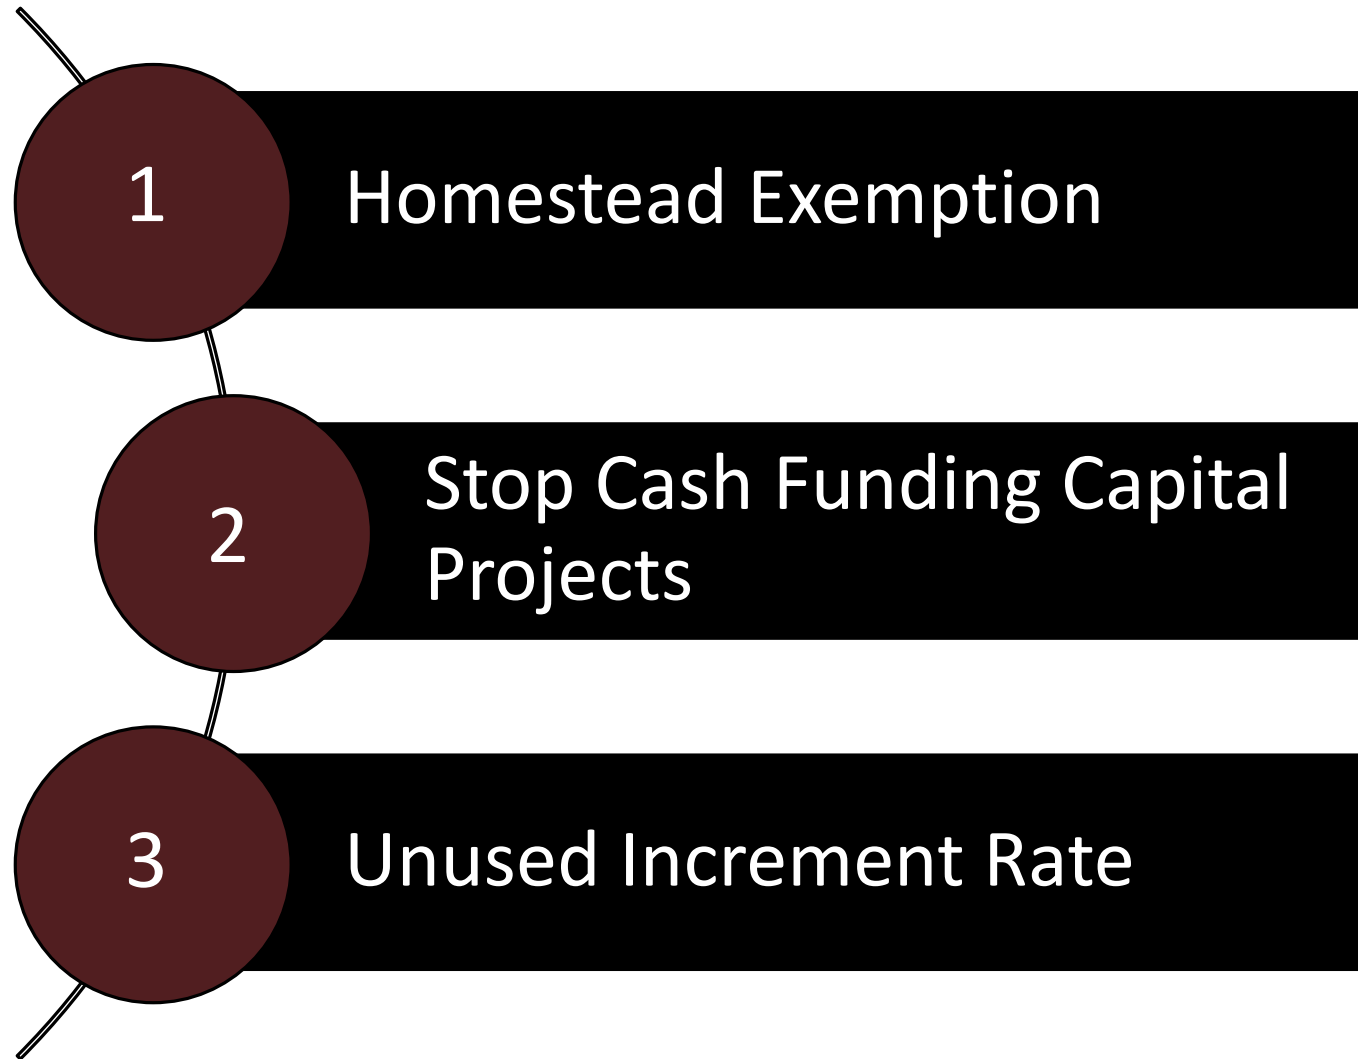 1
Homestead Exemption
2
Stop Cash Funding Capital
Projects
3
Unused Increment Rate